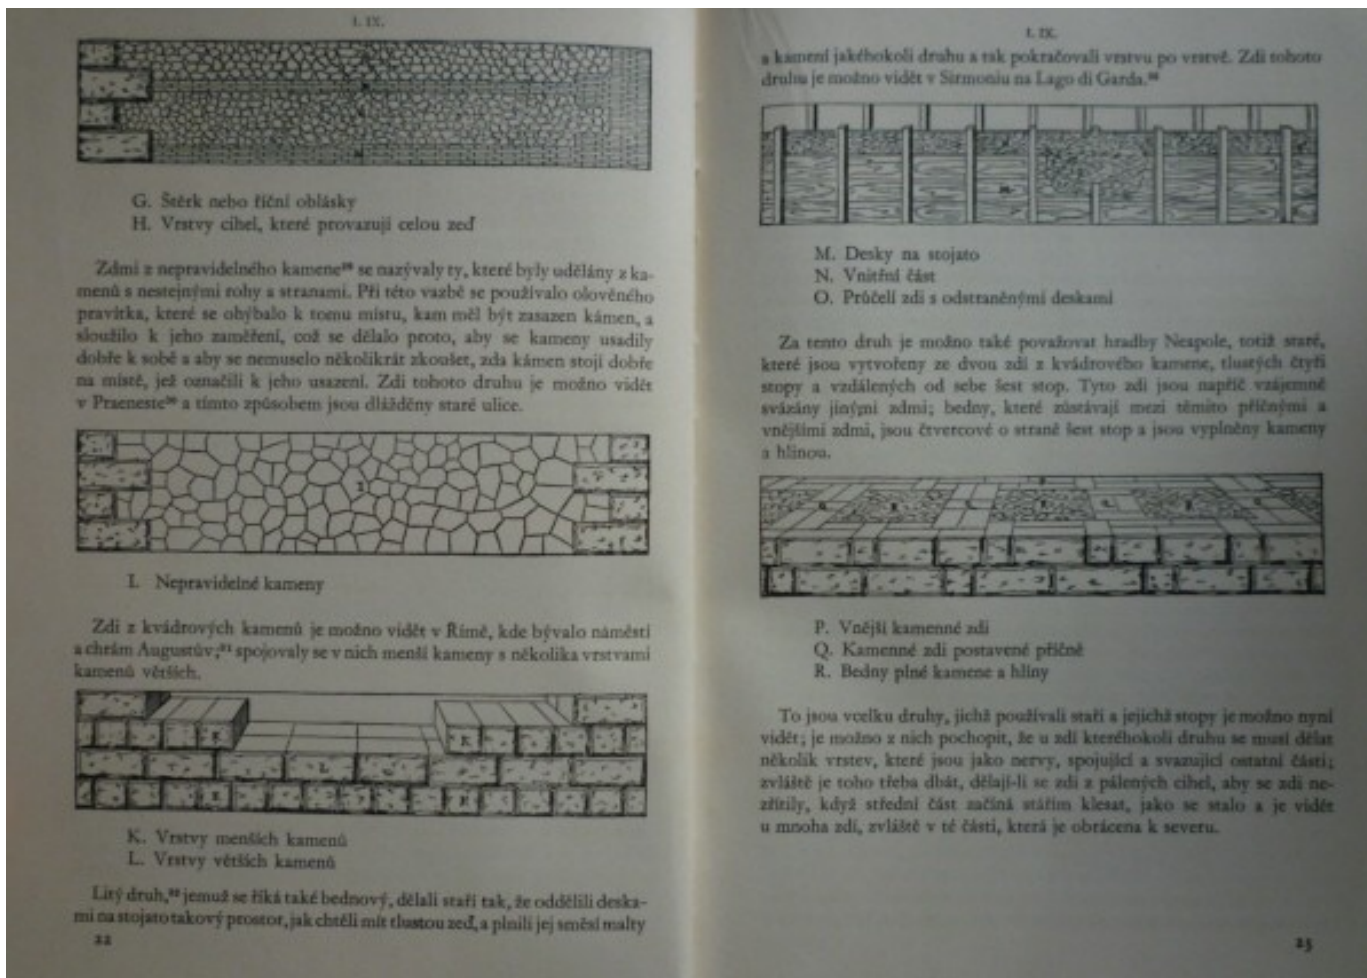 I. IX.
G. Štěrk nebo říční oblásky
H. Vrstvy cihel, které provazují celou zeď
Zdmi z nepravidelného kamene se nazývaly ty, které byly udělány z ka-
menů s nestejnými rohy a stranami. Při této vazbě se používalo olověného
pravítka, které se ohýbalo k tomu místu, kam měl být zasazen kámen, a
sloužilo k jeho zaměření, což se dělalo proto, aby se kameny usadily
dobře k sobě a aby se nemuselo několikrát zkoušet, zda kámen stojí dobře
na místě, jež označili k jeho usazení. Zdi tohoto druhu je možno vidět
v Praeneste³⁰ a tímto způsobem jsou dlážděny staré ulice.
I. Nepravidelné kameny
Zdi z kvádrových kamenů je možno vidět v Římě, kde bývalo náměstí
a chrám Augustův;³¹ spojovaly se v nich menší kameny s několika vrstvami
kamenů větších.
K. Vrstvy menších kamenů
L. Vrstvy větších kamenů
Litý druh,³² jemuž se říká také bednový, dělali staří tak, že oddělili deska-
mi na stojato takový prostor, jak chtěli mít tlustou zeď, a plnili jej směsí malty
22
I. IX.
a kamení jakéhokoli druhu a tak pokračovali vrstvu po vrstvě. Zdi tohoto
druhu je možno vidět v Sirmoniu na Lago di Garda.³³
M. Desky na stojato
N. Vnitřní část
O. Průčelí zdi s odstraněnými deskami
Za tento druh je možno také považovat hradby Neapole, totiž staré,
které jsou vytvořeny ze dvou zdí z kvádrového kamene, tlustých čtyři
stopy a vzdálených od sebe šest stop. Tyto zdi jsou napříč vzájemně
svázány jinými zdmi; bedny, které zůstávají mezi těmito příčnými a
vnějšími zdmi, jsou čtvercové o straně šest stop a jsou vyplněny kameny
a hlínou.
P. Vnější kamenné zdi
Q. Kamenné zdi postavené příčně
R. Bedny plné kamene a hlíny
To jsou vcelku druhy, jichž používali staří a jejichž stopy je možno nyní
vidět; je možno z nich pochopit, že u zdí kteréhokoli druhu se musí dělat
několik vrstev, které jsou jako nervy, spojující a svazující ostatní části;
zvláště je toho třeba dbát, dělají-li se zdi z pálených cihel, aby se zdi ne-
zřítily, když střední část začíná stářím klesat, jako se stalo a je vidět
u mnoha zdí, zvláště v té části, která je obrácena k severu.
23